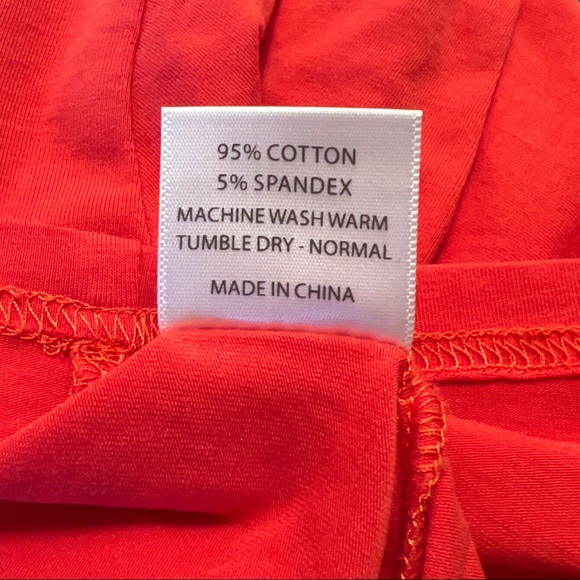 95% COTTON
5% SPANDEX
MACHINE WASH WARM
TUMBLE DRY - NORMAL
MADE IN CHINA